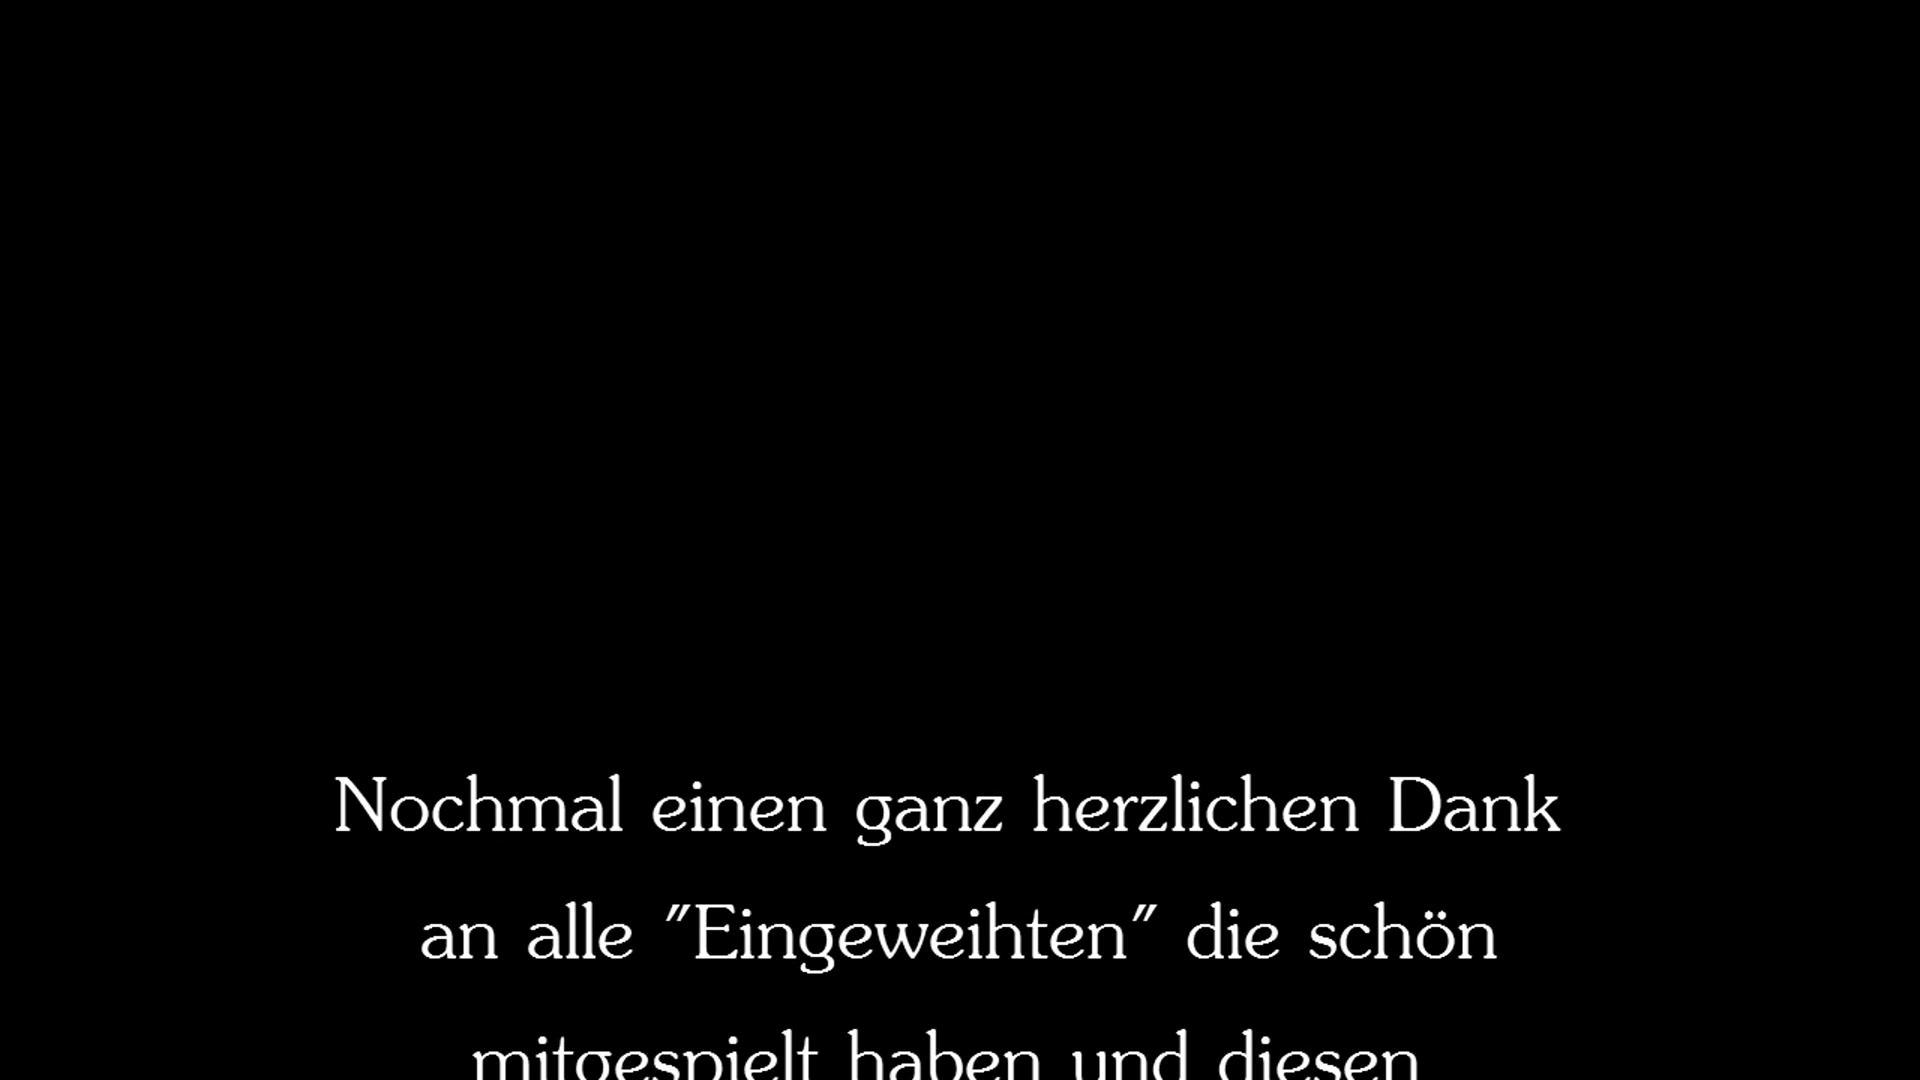 Nochmal einen ganz herzlichen Dank
an alle "Eingeweihten" die schön
mitgespielt haben und diesen